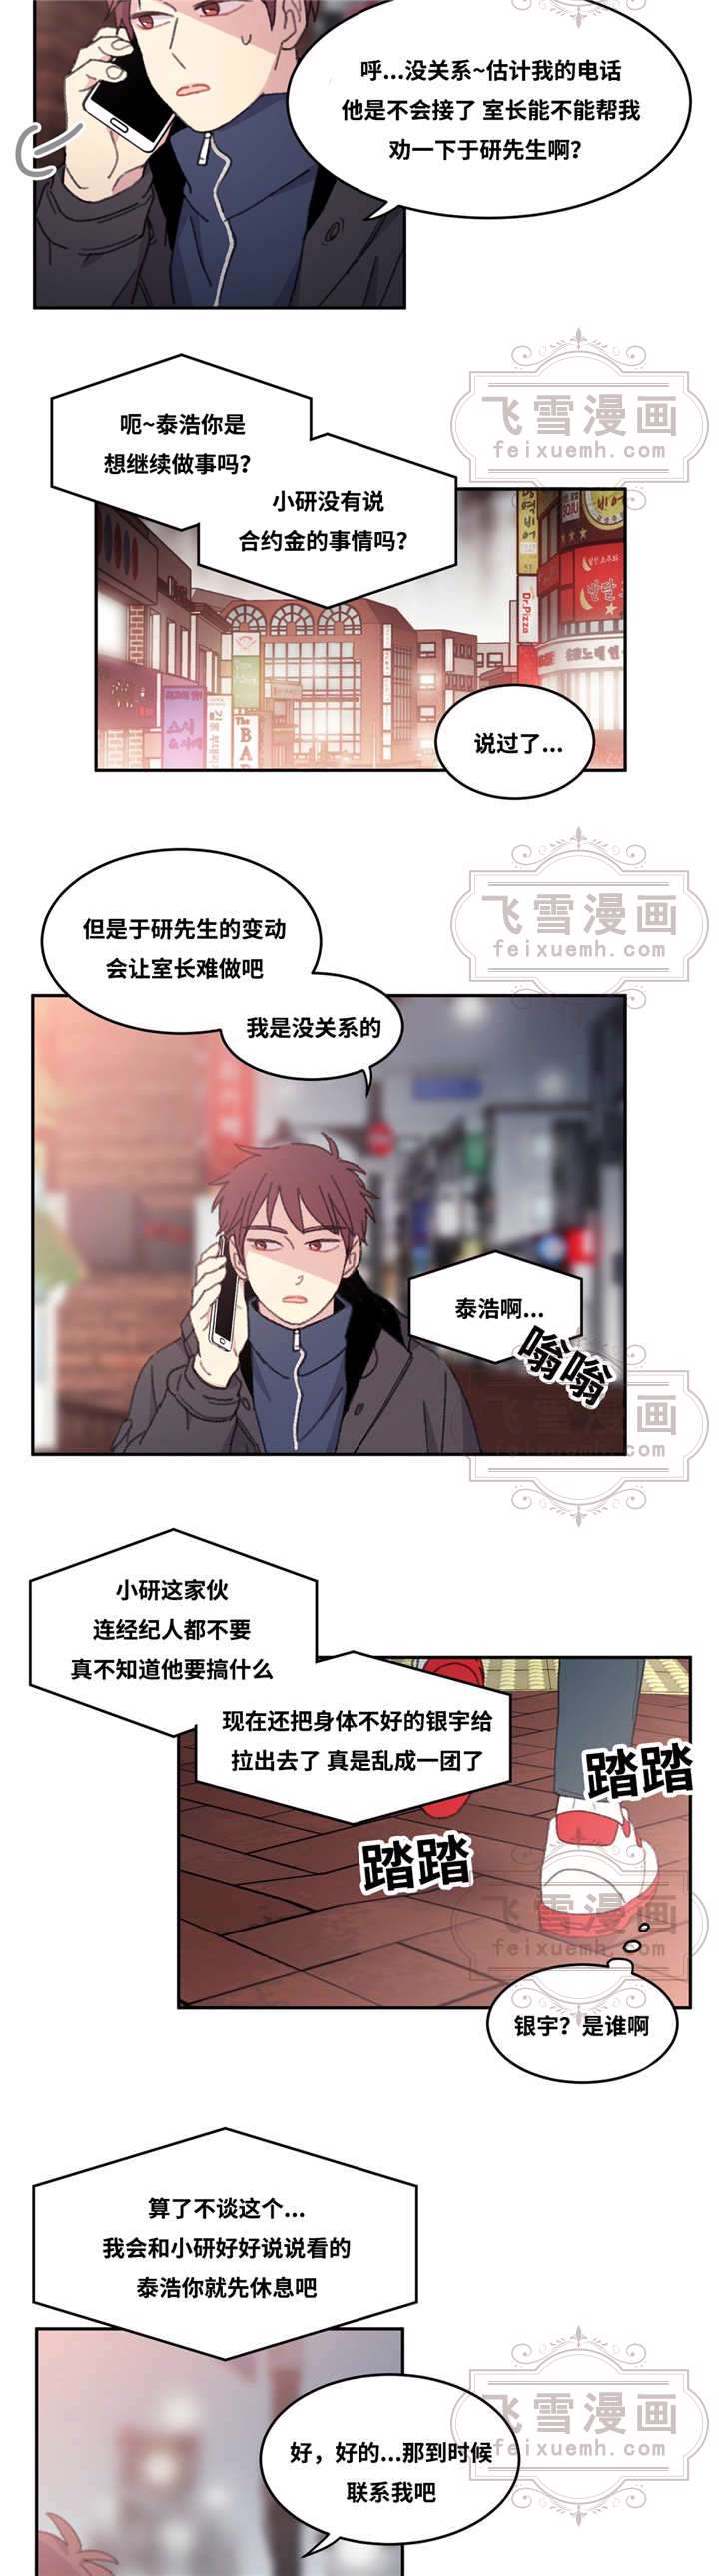 呼...没关系~估计我的电话
他是不会接了 室长能不能帮我
劝一下于研先生啊？
飞雪漫画
feixuemh.com
呃~泰浩你是
想继续做事吗？
小研没有说
合约金的事情吗？
SOJU
Dr.Pizza
The
BAR
说过了...
飞雪漫画
feixuemh.com
但是于研先生的变动
会让室长难做吧
我是没关系的
泰浩啊...
嗡嗡
飞雪漫画
feixuemh.com
小研这家伙
连经纪人都不要
真不知道他要搞什么
现在还把身体不好的银宇给
拉出去了 真是乱成一团了
踏踏
踏踏
飞雪漫画
feixuemh.com
银宇？是谁啊
算了不谈这个...
我会和小研好好说说看的
泰浩你就先休息吧
飞雪漫画
feixuemh.com
好，好的...那到时候
联系我吧